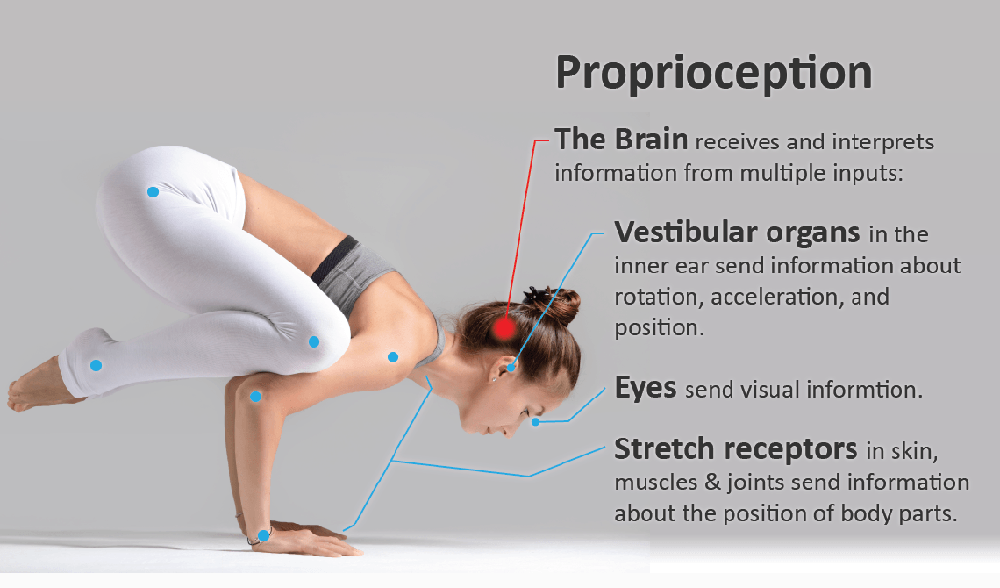 Proprioception
The Brain receives and interprets
information from multiple inputs:
Vestibular organs in the
inner ear send information about
rotation, acceleration, and
position.
Eyes send visual informtion.
Stretch receptors in skin,
muscles & joints send information
about the position of body parts.